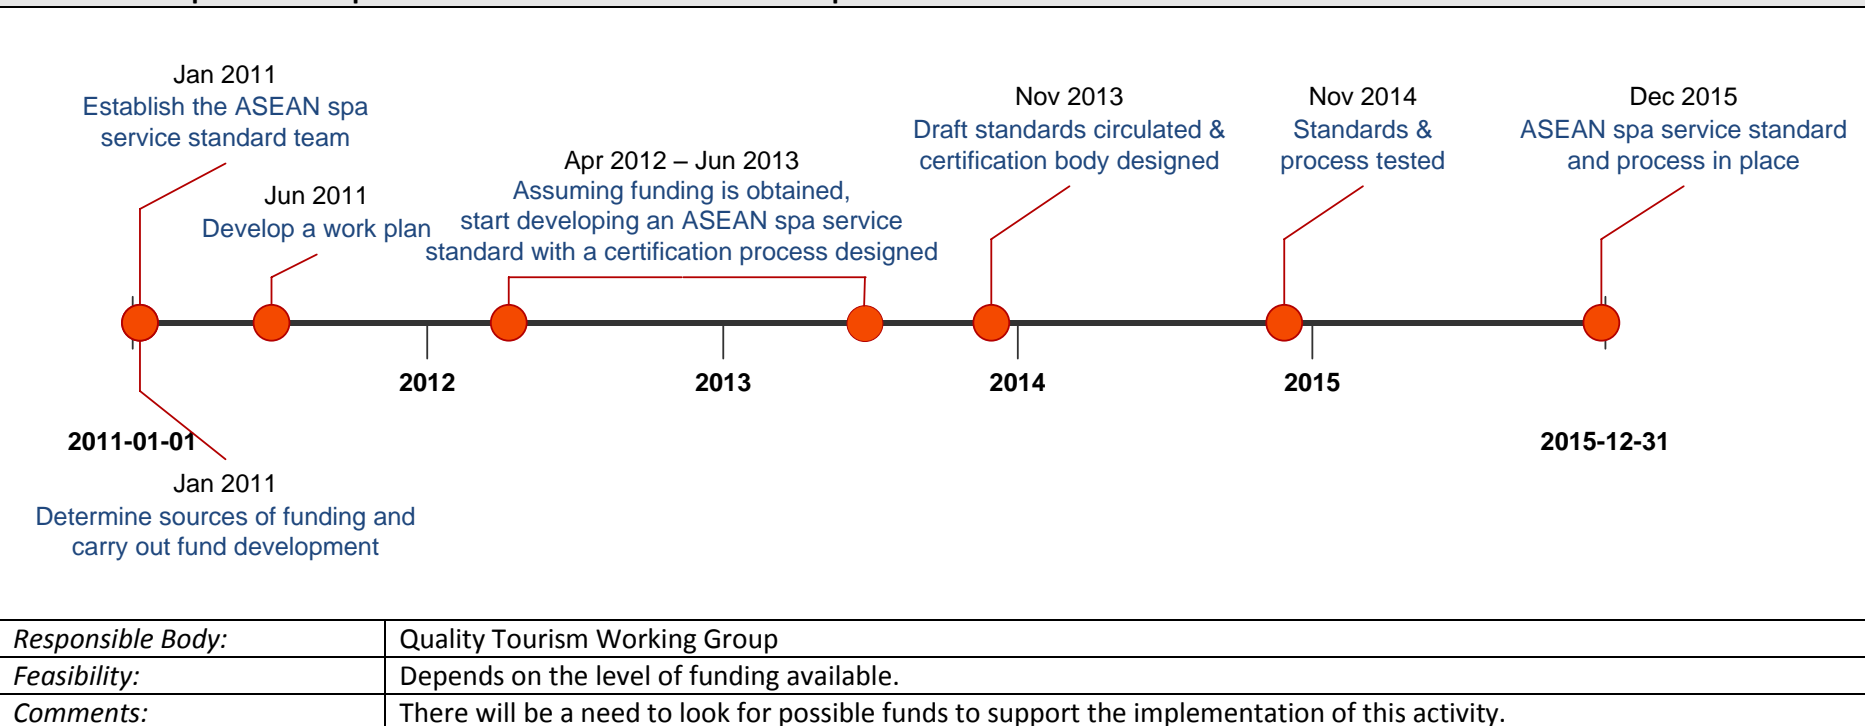 Jan 2011
Establish the ASEAN spa
service standard team
Jun 2011
Develop a work plan
Apr 2012 – Jun 2013
Assuming funding is obtained,
start developing an ASEAN spa service
standard with a certification process designed
Nov 2013
Draft standards circulated &
certification body designed
Nov 2014
Standards &
process tested
Dec 2015
ASEAN spa service standard
and process in place
2012
2013
2014
2015
2011-01-01
2015-12-31
Jan 2011
Determine sources of funding and
carry out fund development
Responsible Body: Quality Tourism Working Group
Feasibility: Depends on the level of funding available.
Comments: There will be a need to look for possible funds to support the implementation of this activity.